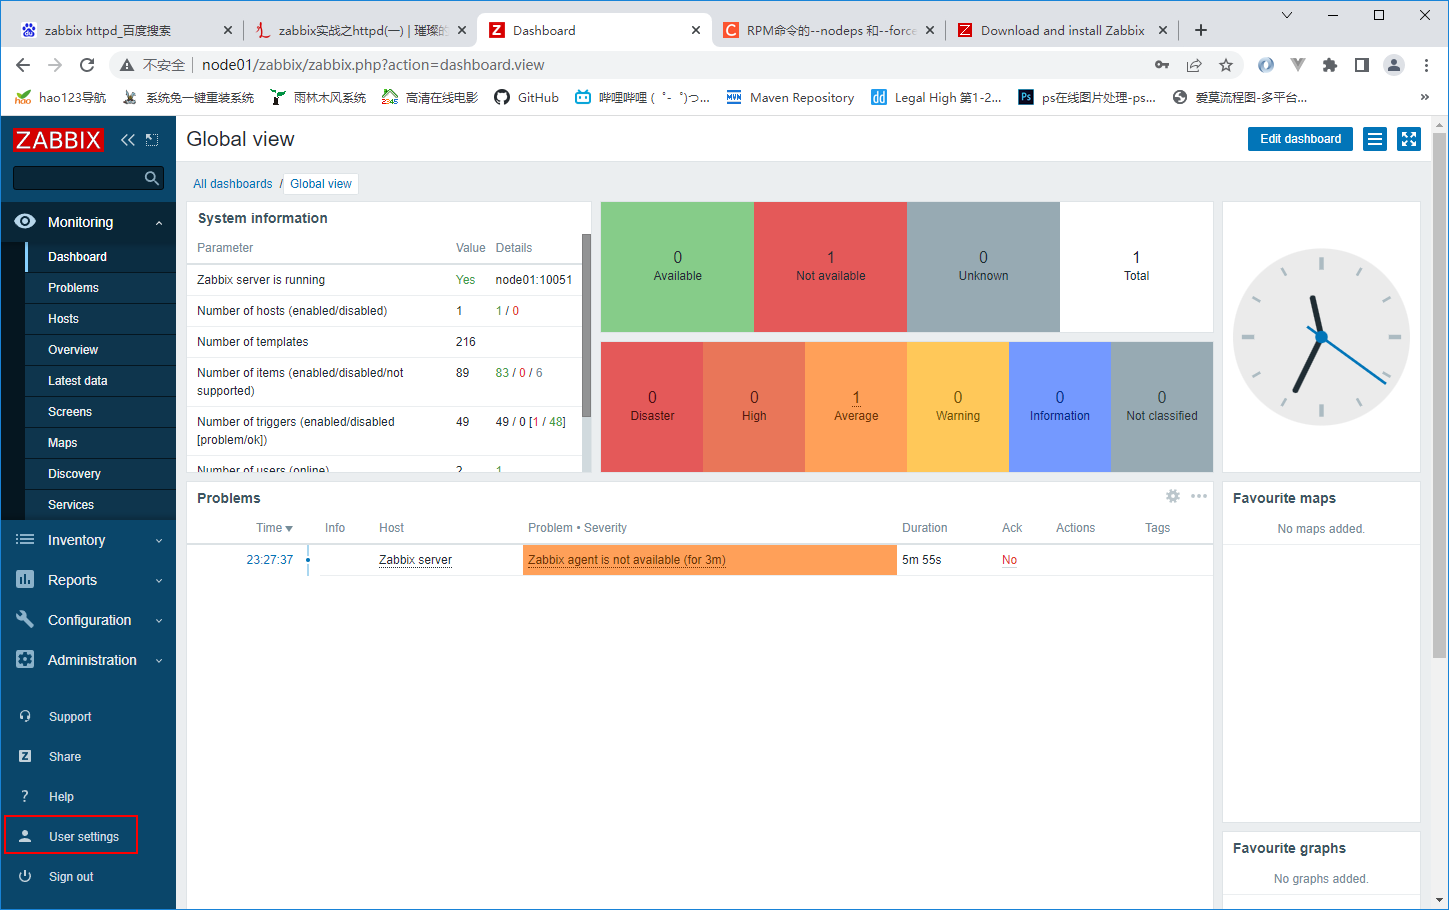 zabbix httpd_百度搜索
zabbix实战之httpd(一) | 璀璨的
Dashboard
RPM命令的--nodeps 和--force
Download and install Zabbix
不安全
node01/zabbix/zabbix.php?action=dashboard.view
hao123导航
系统兔一键重装系统
雨林木风系统
高清在线电影
GitHub
哔哩哔哩 ( ゜- ゜)つ...
Maven Repository
Legal High 第1-2...
ps在线图片处理-ps...
爱莫流程图-多平台...
ZABBIX
Monitoring
Dashboard
Problems
Hosts
Overview
Latest data
Screens
Maps
Discovery
Services
Inventory
Reports
Configuration
Administration
Support
Share
Help
User settings
Sign out
Global view
Edit dashboard
All dashboards / Global view
System information
Parameter Value Details
Zabbix server is running Yes node01:10051
Number of hosts (enabled/disabled) 1 1 / 0
Number of templates 216
Number of items (enabled/disabled/not 89 83 / 0 / 6
supported)
Number of triggers (enabled/disabled 49 49 / 0 [1 / 48]
[problem/ok])
Number of users (online) 2 1
0 1 0 1
Available Not available Unknown Total
0 0 1 0 0 0
Disaster High Average Warning Information Not classified
Problems
Time Info Host Problem • Severity Duration Ack Actions Tags
23:27:37 Zabbix server Zabbix agent is not available (for 3m) 5m 55s No
Favourite maps
No maps added.
Favourite graphs
No graphs added.